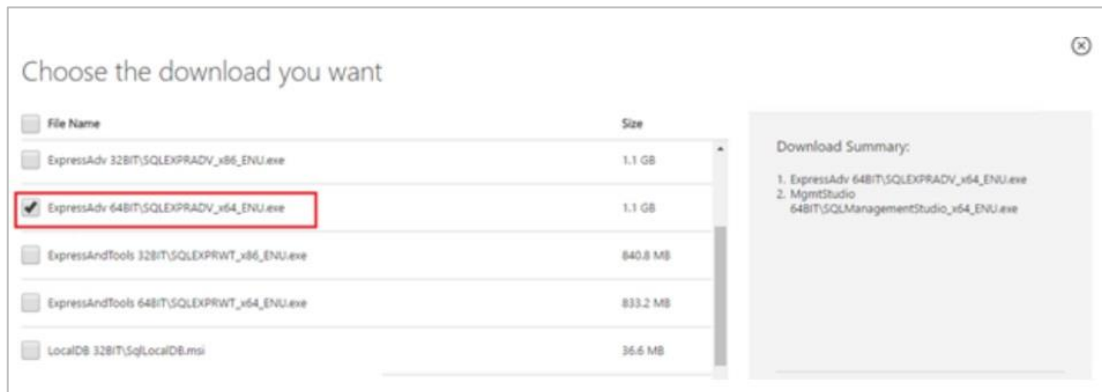 Choose the download you want
File Name Size
ExpressAdv 32BIT\SQLEXPRADV_x86_ENU.exe 1.1 GB
ExpressAdv 64BIT\SQLEXPRADV_x64_ENU.exe 1.1 GB
ExpressAndTools 32BIT\SQLEXPRWT_x86_ENU.exe 840.8 MB
ExpressAndTools 64BIT\SQLEXPRWT_x64_ENU.exe 833.2 MB
LocalDB 32BIT\SqlLocalDB.msi 36.6 MB
Download Summary:
1. ExpressAdv 64BIT\SQLEXPRADV_x64_ENU.exe
2. MgmtStudio
64BIT\SQLManagementStudio_x64_ENU.exe